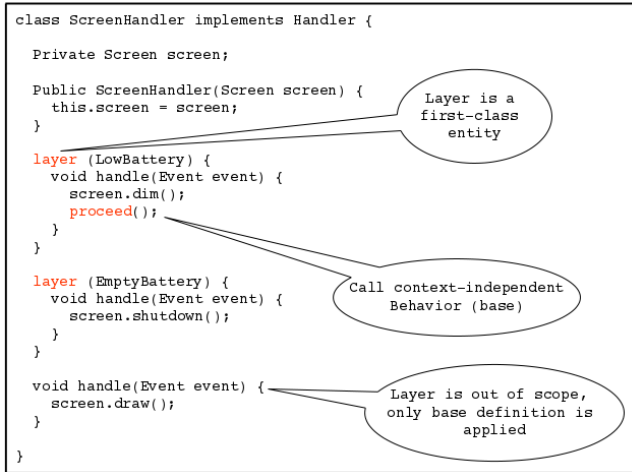 class ScreenHandler implements Handler {
Private Screen screen;
Public ScreenHandler(Screen screen) {
this.screen = screen;
}
Layer is a
first-class
entity
layer (LowBattery) {
void handle(Event event) {
screen.dim();
proceed();
}
}
Call context-independent
Behavior (base)
layer (EmptyBattery) {
void handle(Event event) {
screen.shutdown();
}
}
void handle(Event event) {
screen.draw();
}
Layer is out of scope,
only base definition is
applied
}